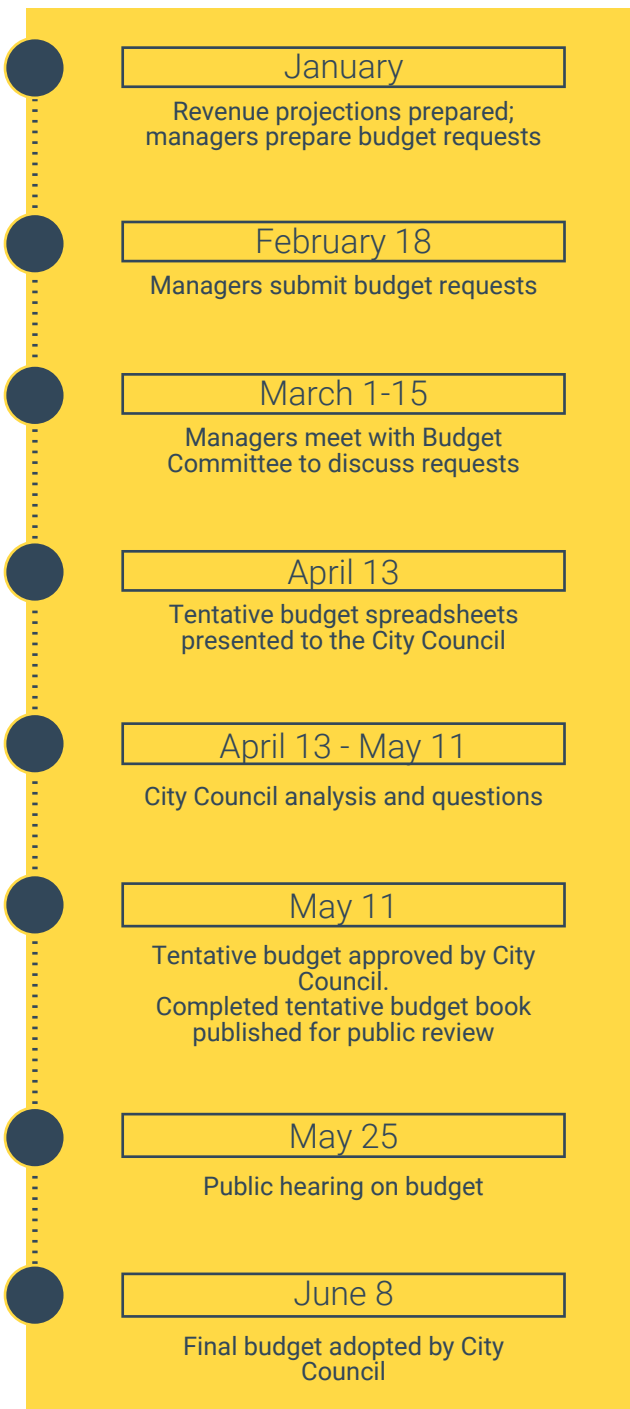 January
Revenue projections prepared;
managers prepare budget requests
February 18
Managers submit budget requests
March 1-15
Managers meet with Budget
Committee to discuss requests
April 13
Tentative budget spreadsheets
presented to the City Council
April 13 - May 11
City Council analysis and questions
May 11
Tentative budget approved by City
Council.
Completed tentative budget book
published for public review
May 25
Public hearing on budget
June 8
Final budget adopted by City
Council